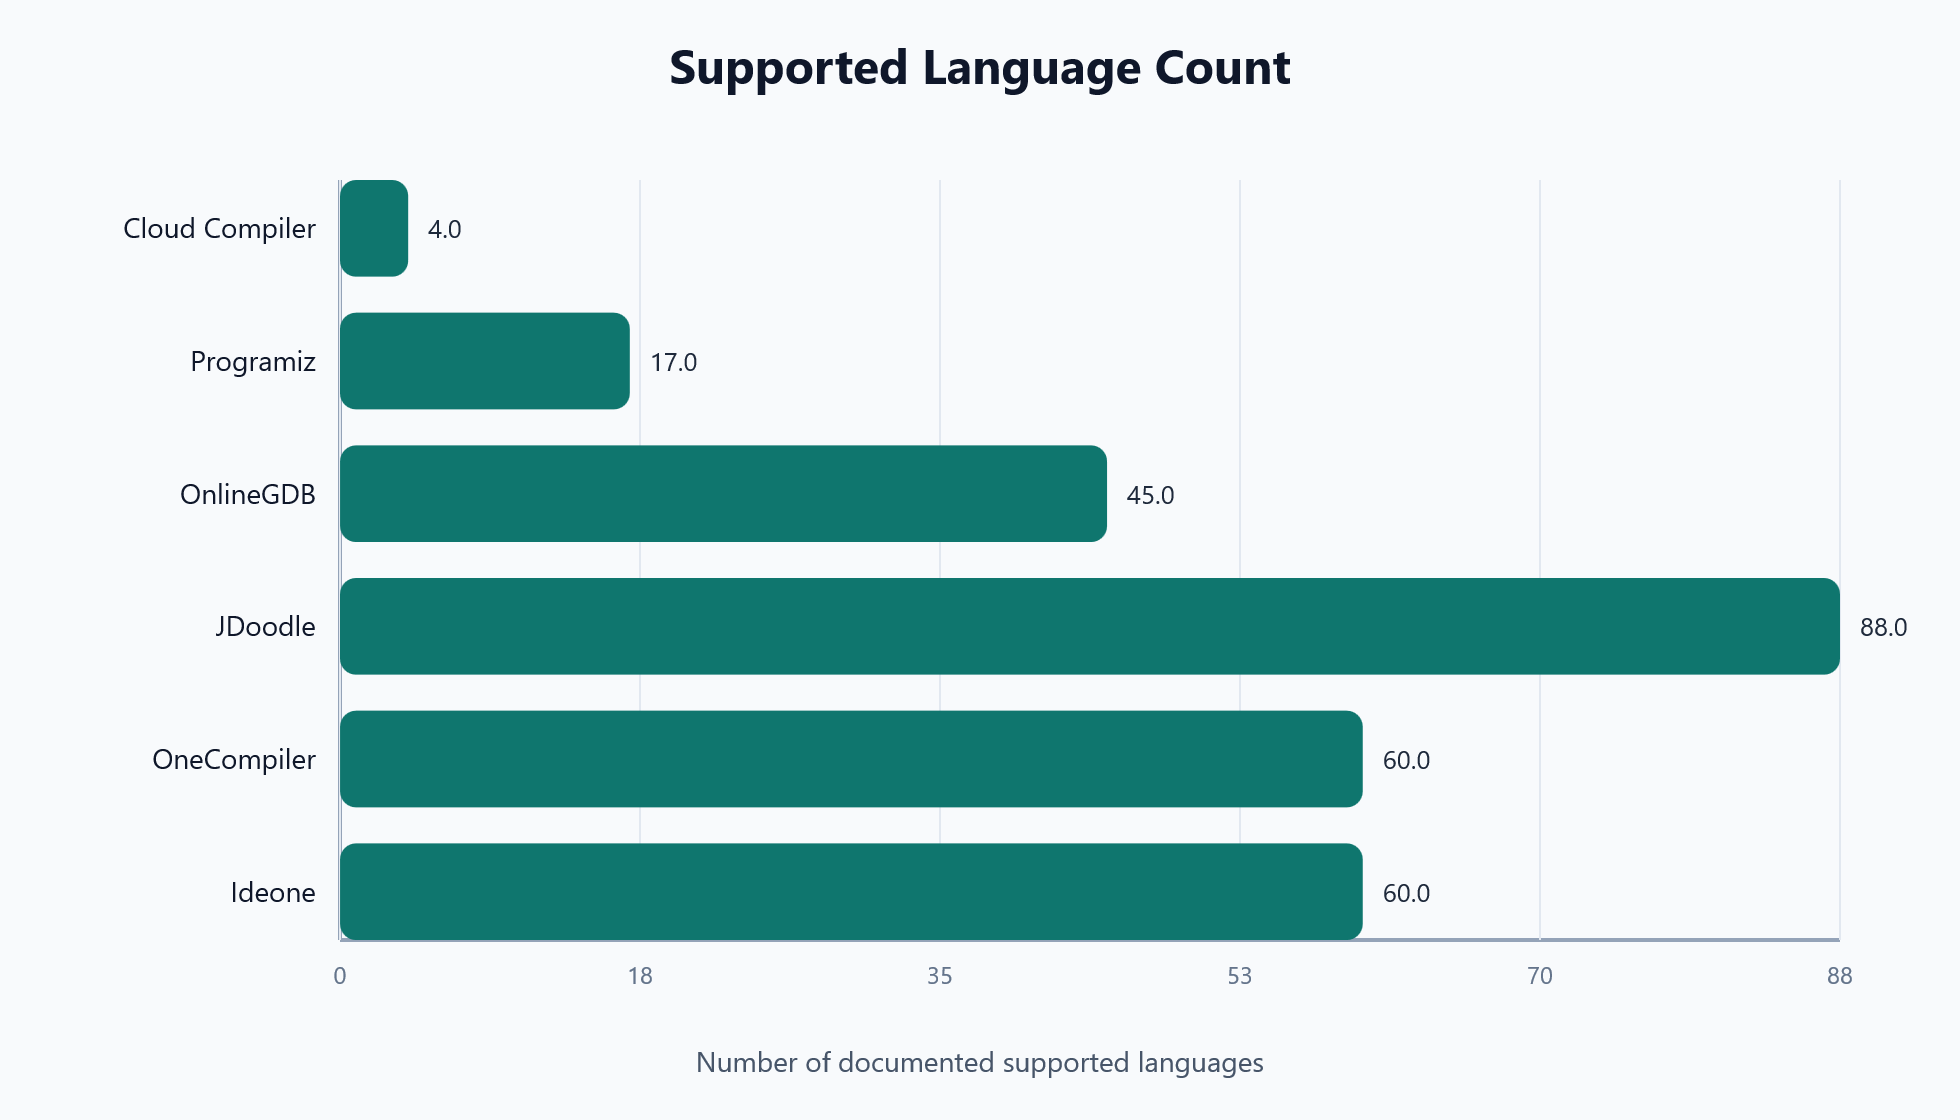 Supported Language Count
Cloud Compiler 4.0
Programiz 17.0
OnlineGDB 45.0
JDoodle 88.0
OneCompiler 60.0
Ideone 60.0
0 18 35 53 70 88
Number of documented supported languages